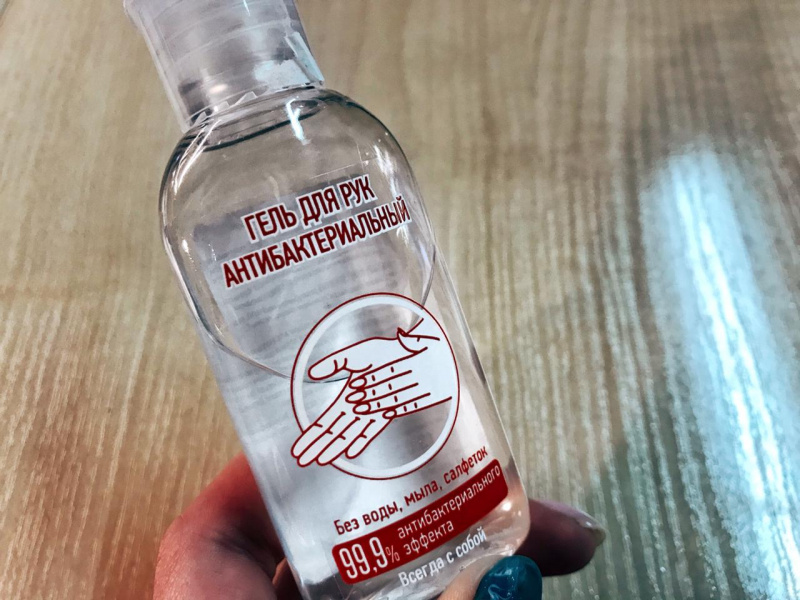 ГЕЛЬ ДЛЯ РУК
АНТИБАКТЕРИАЛЬНЫЙ
Без воды, мыла, салфеток
99,9% антибактериального
эффекта
Всегда с собой